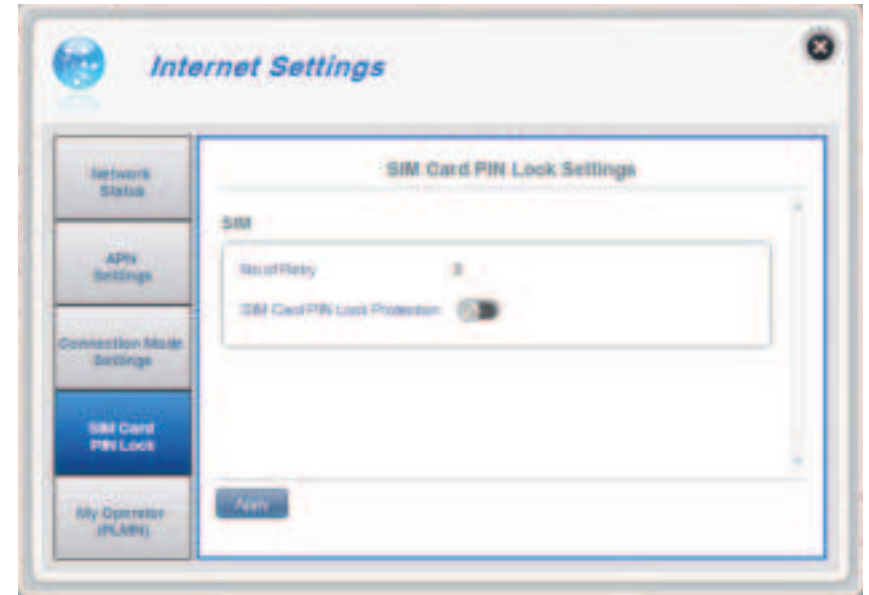 Internet Settings
Network
Status
APN
Settings
Connection Mode
Settings
SIM Card
PIN Lock
My Operator
(PLMN)
SIM Card PIN Lock Settings
SIM
No of Retry 3
SIM Card PIN Lock Protection
Apply